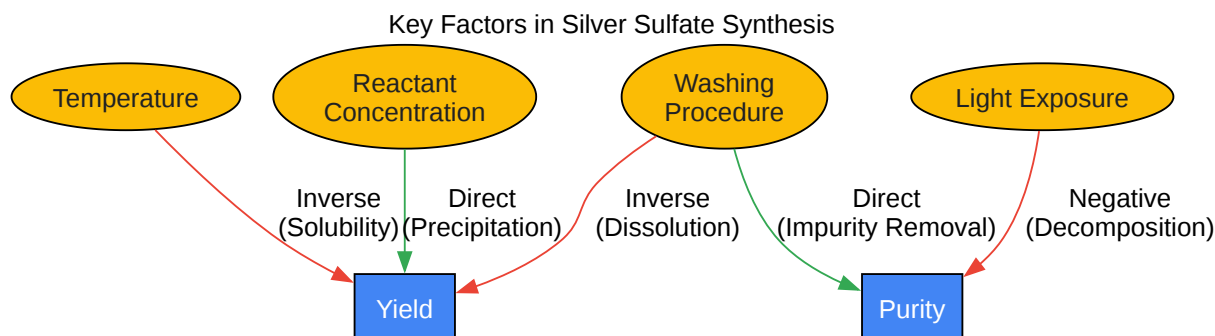 Key Factors in Silver Sulfate Synthesis
Temperature
Reactant
Concentration
Washing
Procedure
Light Exposure
Inverse
(Solubility)
Direct
(Precipitation)
Inverse
(Dissolution)
Direct
(Impurity Removal)
Negative
(Decomposition)
Yield
Purity